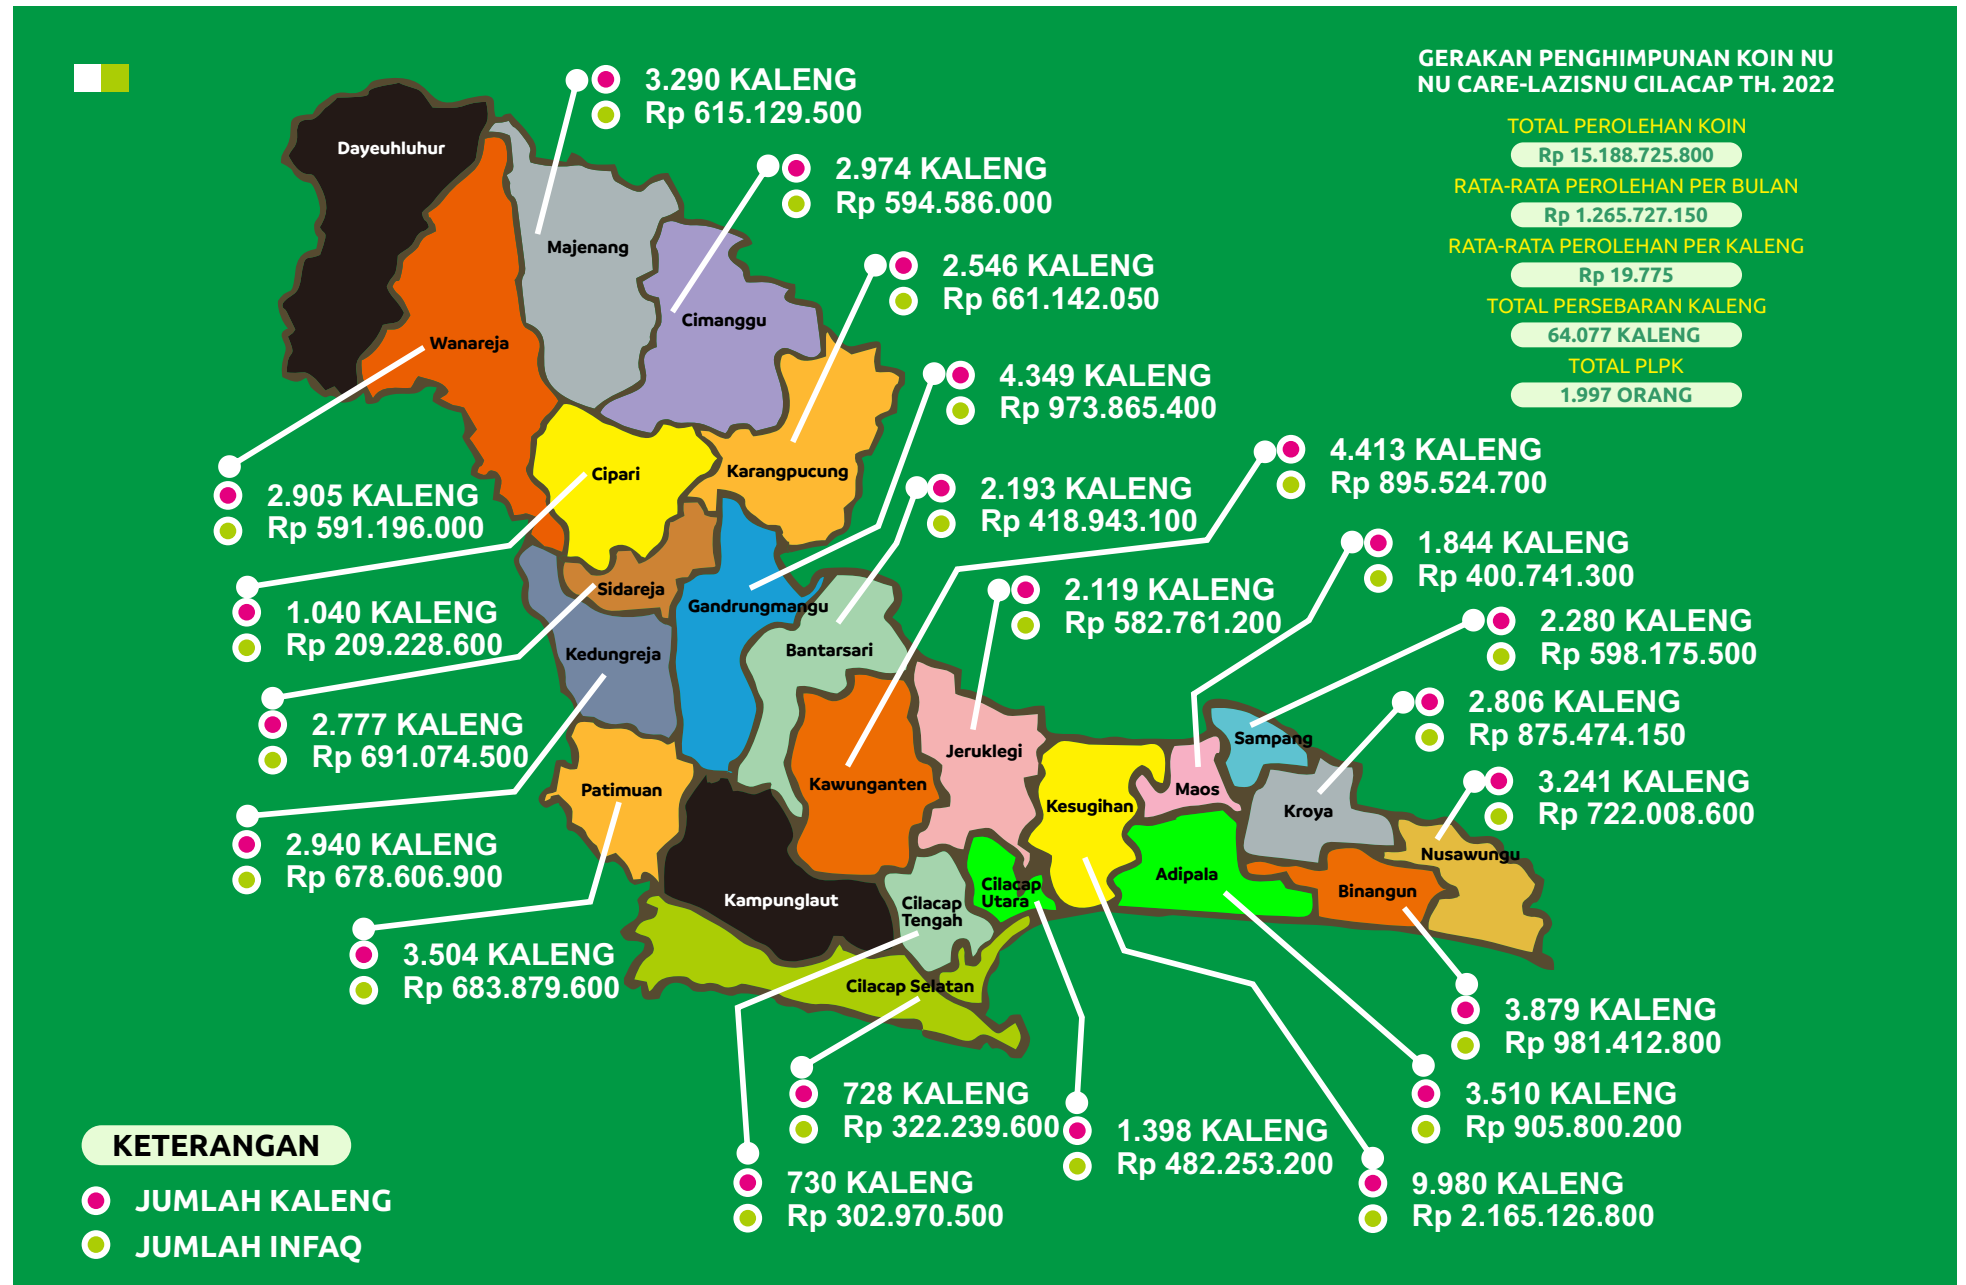 GERAKAN PENGHIMPUNAN KOIN NU
NU CARE-LAZISNU CILACAP TH. 2022
TOTAL PEROLEHAN KOIN
Rp 15.188.725.800
RATA-RATA PEROLEHAN PER BULAN
Rp 1.265.727.150
RATA-RATA PEROLEHAN PER KALENG
Rp 19.775
TOTAL PERSEBARAN KALENG
64.077 KALENG
TOTAL PLPK
1.997 ORANG
3.290 KALENG
Rp 615.129.500
2.974 KALENG
Rp 594.586.000
2.546 KALENG
Rp 661.142.050
4.349 KALENG
Rp 973.865.400
2.193 KALENG
Rp 418.943.100
4.413 KALENG
Rp 895.524.700
1.844 KALENG
Rp 400.741.300
2.119 KALENG
Rp 582.761.200
2.280 KALENG
Rp 598.175.500
2.806 KALENG
Rp 875.474.150
3.241 KALENG
Rp 722.008.600
2.905 KALENG
Rp 591.196.000
1.040 KALENG
Rp 209.228.600
2.777 KALENG
Rp 691.074.500
2.940 KALENG
Rp 678.606.900
3.504 KALENG
Rp 683.879.600
728 KALENG
Rp 322.239.600
730 KALENG
Rp 302.970.500
1.398 KALENG
Rp 482.253.200
3.879 KALENG
Rp 981.412.800
3.510 KALENG
Rp 905.800.200
9.980 KALENG
Rp 2.165.126.800
Dayeuhluhur
Majenang
Cimanggu
Wanareja
Cipari
Karangpucung
Sidareja
Gandrungmangu
Kedungreja
Bantarsari
Patimuan
Kawunganten
Jeruklegi
Kesugihan
Maos
Sampang
Kroya
Nusawungu
Adipala
Binangun
Kampunglaut
Cilacap
Tengah
Cilacap
Utara
Cilacap Selatan
KETERANGAN
JUMLAH KALENG
JUMLAH INFAQ